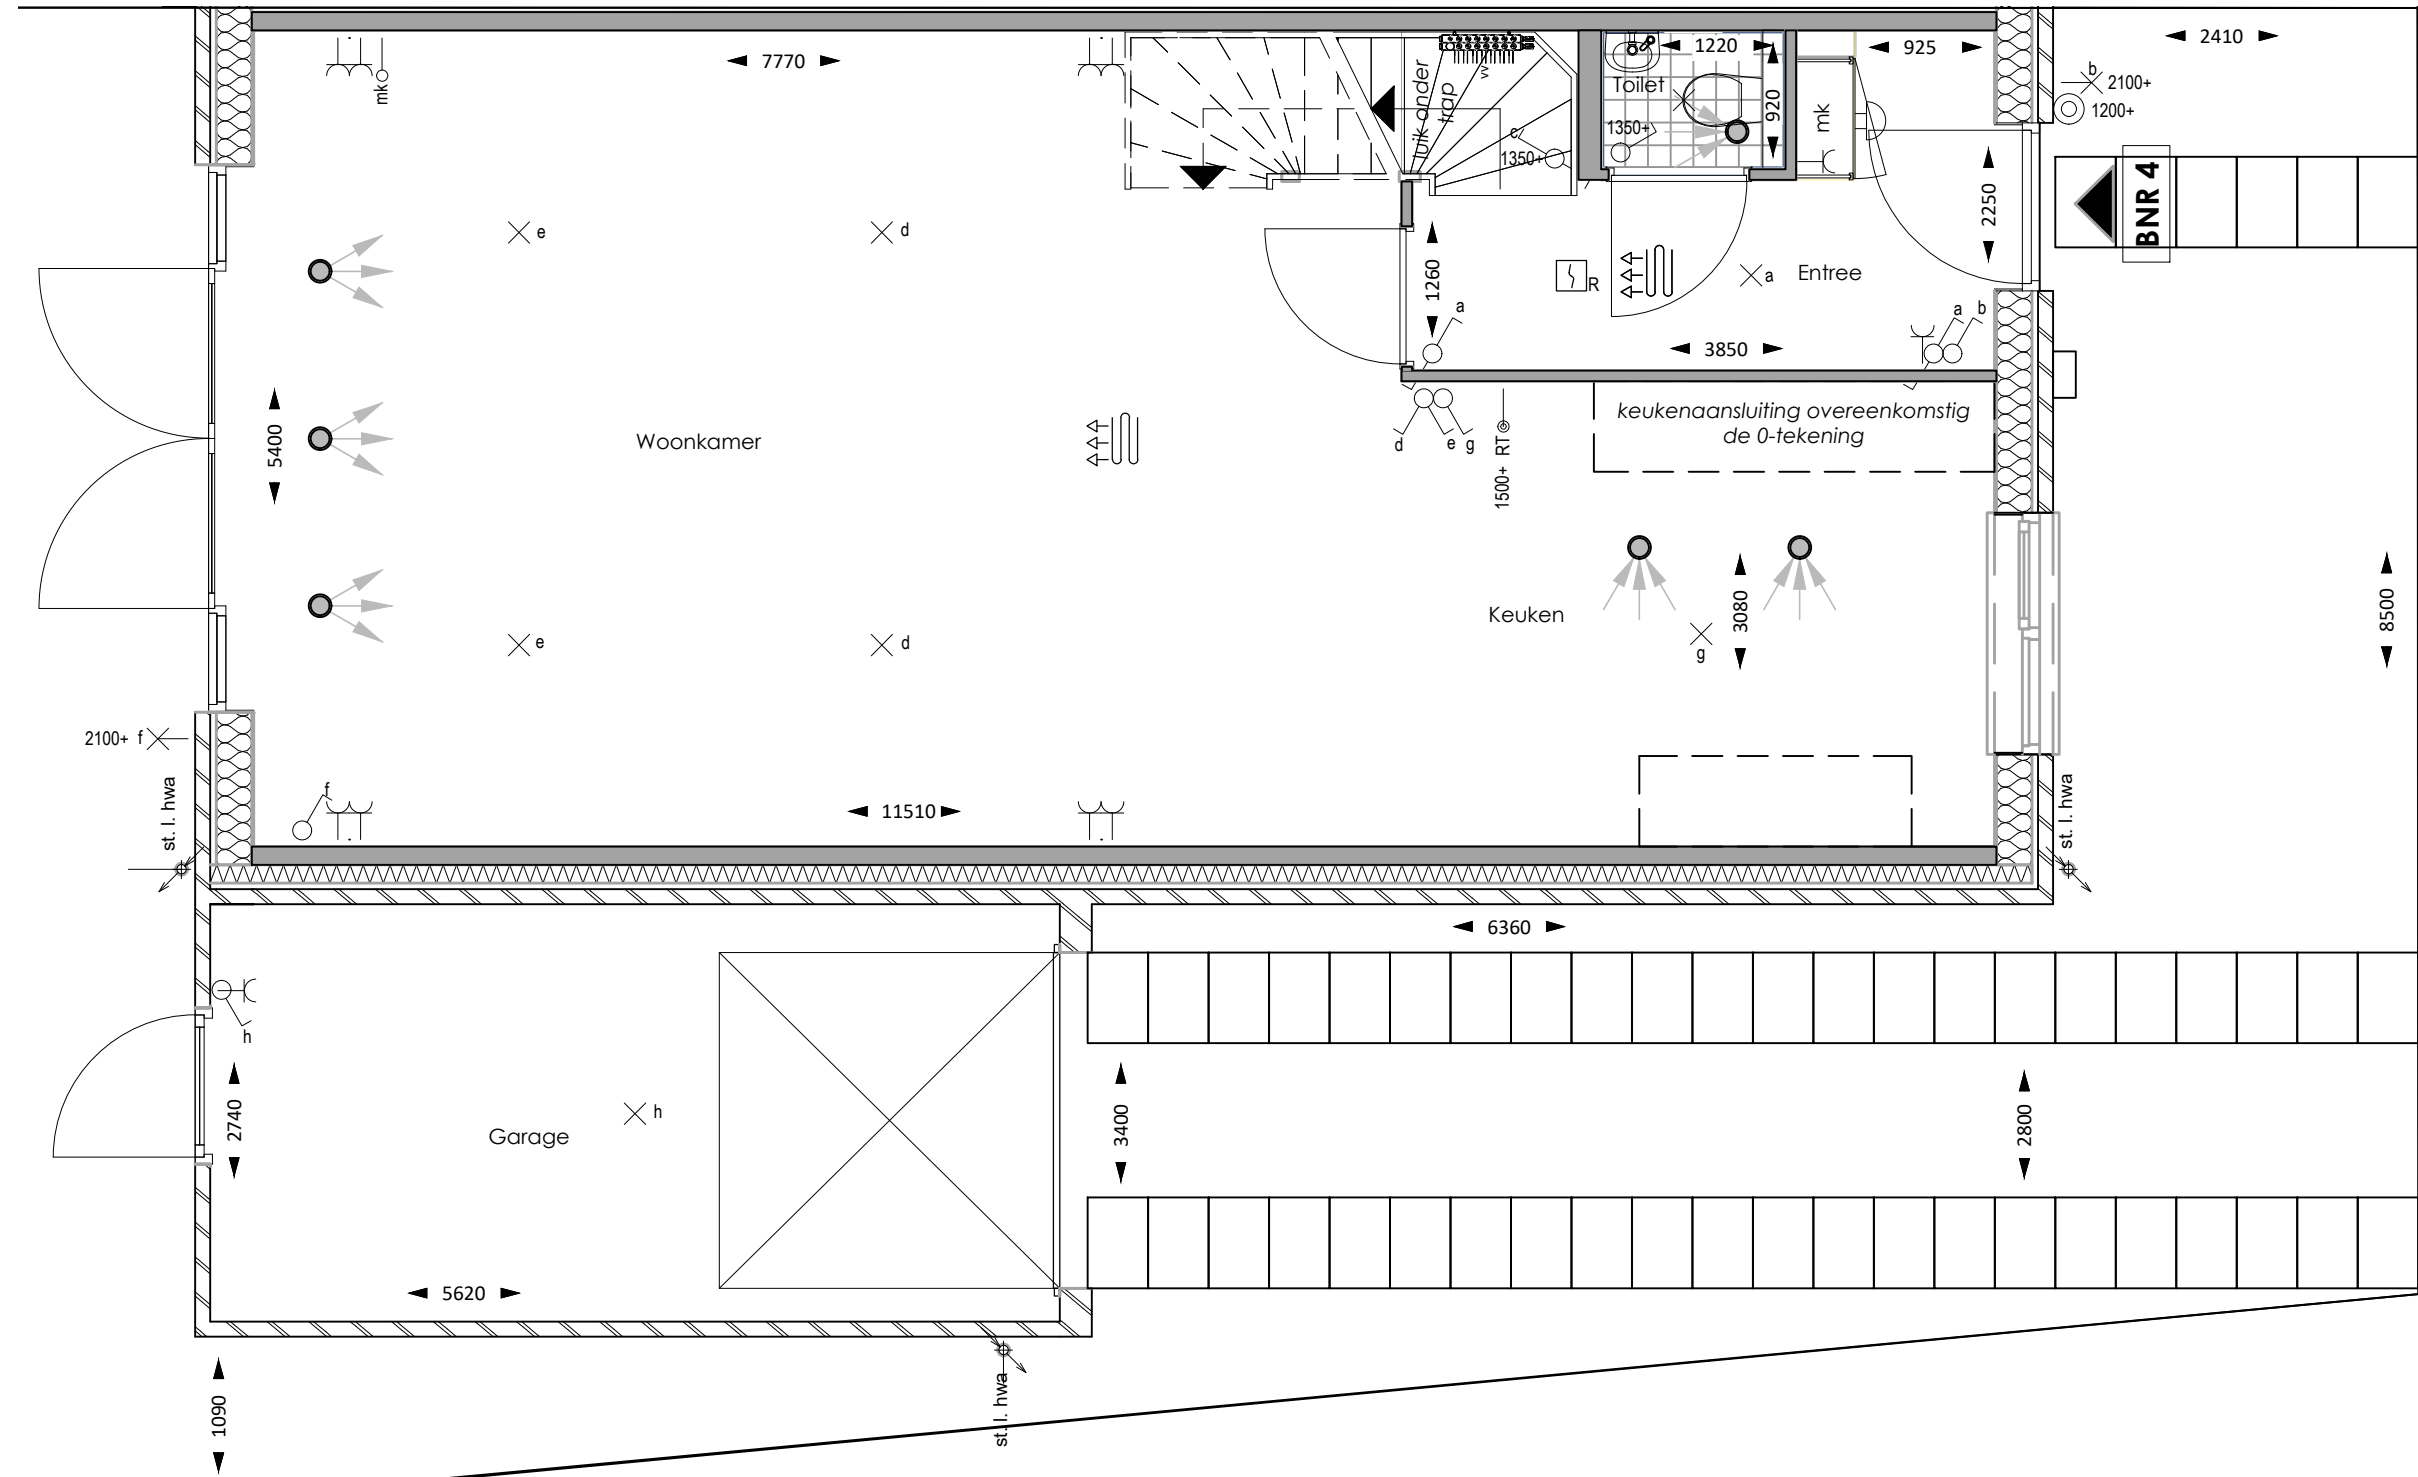 7770
1220
925
2410
mk
luik onder
trap
vv
Toilet
920
mk
b
2100+
1200+
1350+
c
1350+
BNR 4
2250
e
d
1260
R
a
Entree
a
a
b
3850
5400
Woonkamer
keukenaansluiting overeenkomstig
de 0-tekening
d
e
g
1500+ RT
8500
Keuken
3080
e
d
g
2100+ f
st. l. hwa
f
11510
st. l. hwa
6360
h
2740
h
Garage
3400
2800
5620
1090
st. l. hwa